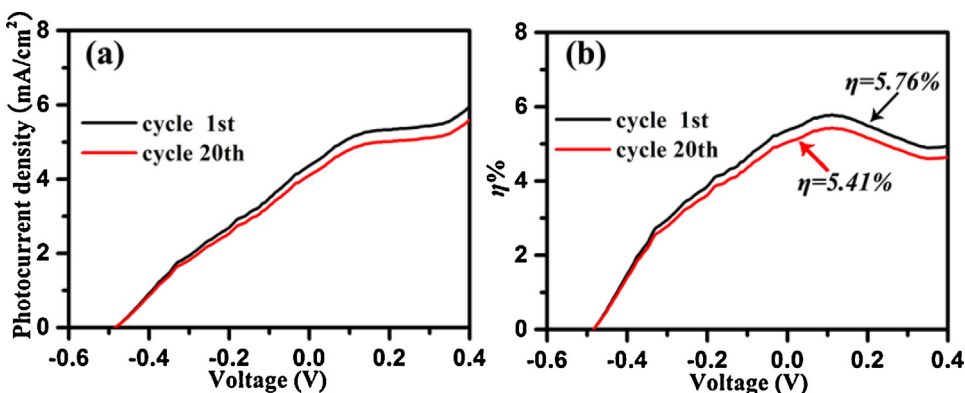 (a)
Photocurrent density (mA/cm²)
8
6
4
2
0
cycle 1st
cycle 20th
-0.6
-0.4
-0.2
0.0
0.2
0.4
Voltage (V)
(b)
η%
8
6
4
2
0
cycle 1st
cycle 20th
η=5.76%
η=5.41%
-0.6
-0.4
-0.2
0.0
0.2
0.4
Voltage (V)